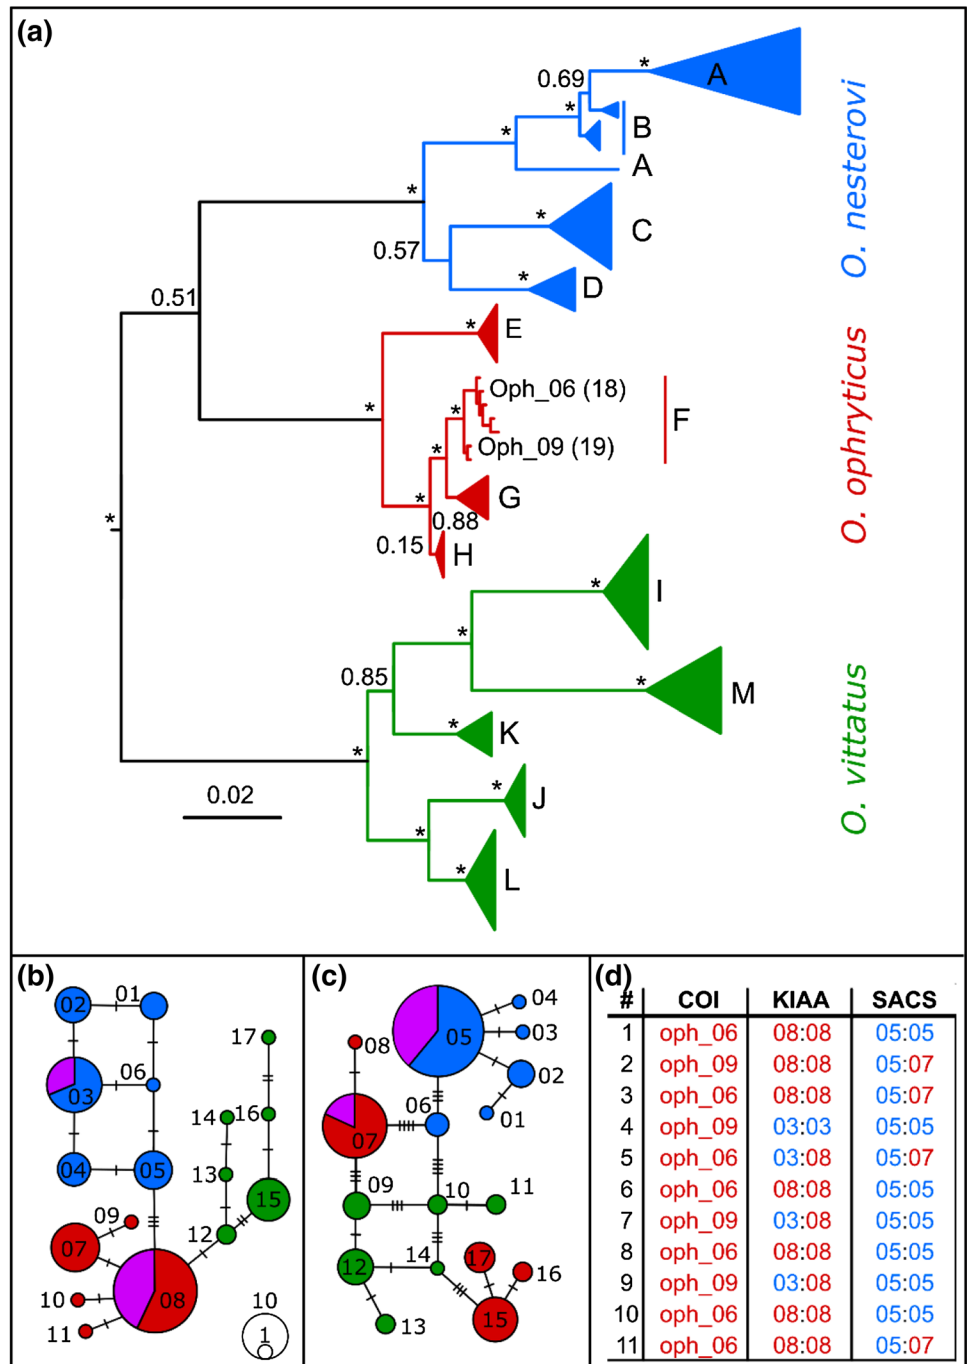 (a)
*
A
0.69
*
B
*
A
O. nesterovi
*
*
C
0.57
*
D
0.51
*
E
O. ophryticus
Oph_06 (18)
*
*
F
Oph_09 (19)
*
*
G
0.88
*
0.15
H
*
I
*
0.85
*
M
O. vittatus
*
K
*
*
J
0.02
*
*
L
(b)
02
01
17
03
06
14
16
04
05
13
15
09
07
12
10
08
11
10
1
(c)
04
05
03
08
02
06
01
07
09
10
11
12
14
17
16
13
15
(d)
# COI KIAA SACS
1 oph_06 08:08 05:05
2 oph_09 08:08 05:07
3 oph_06 08:08 05:07
4 oph_09 03:03 05:05
5 oph_06 03:08 05:07
6 oph_06 08:08 05:05
7 oph_09 03:08 05:05
8 oph_06 08:08 05:05
9 oph_09 03:08 05:05
10 oph_06 08:08 05:05
11 oph_06 08:08 05:07